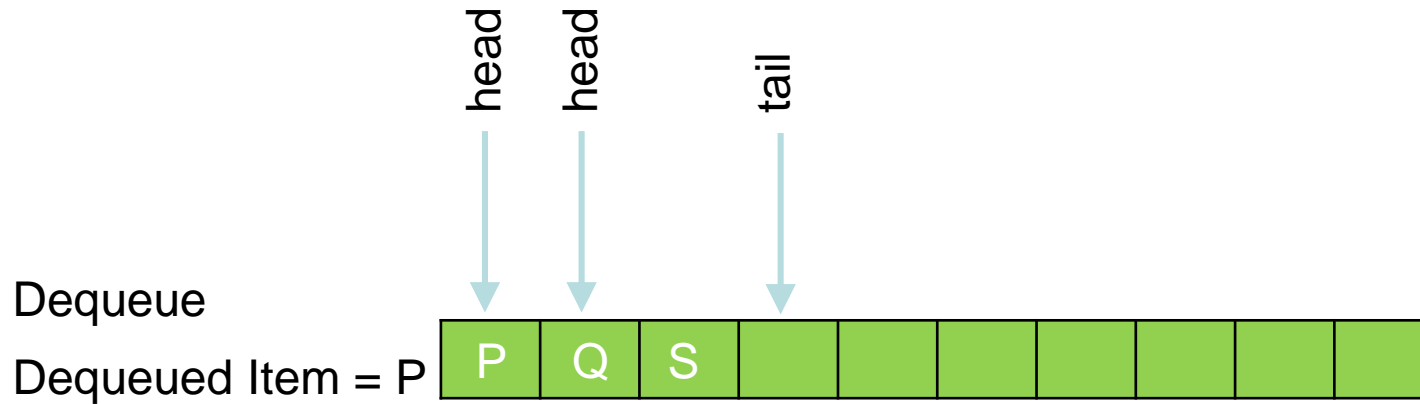 head head tail
Dequeue
Dequeued Item = P P Q S